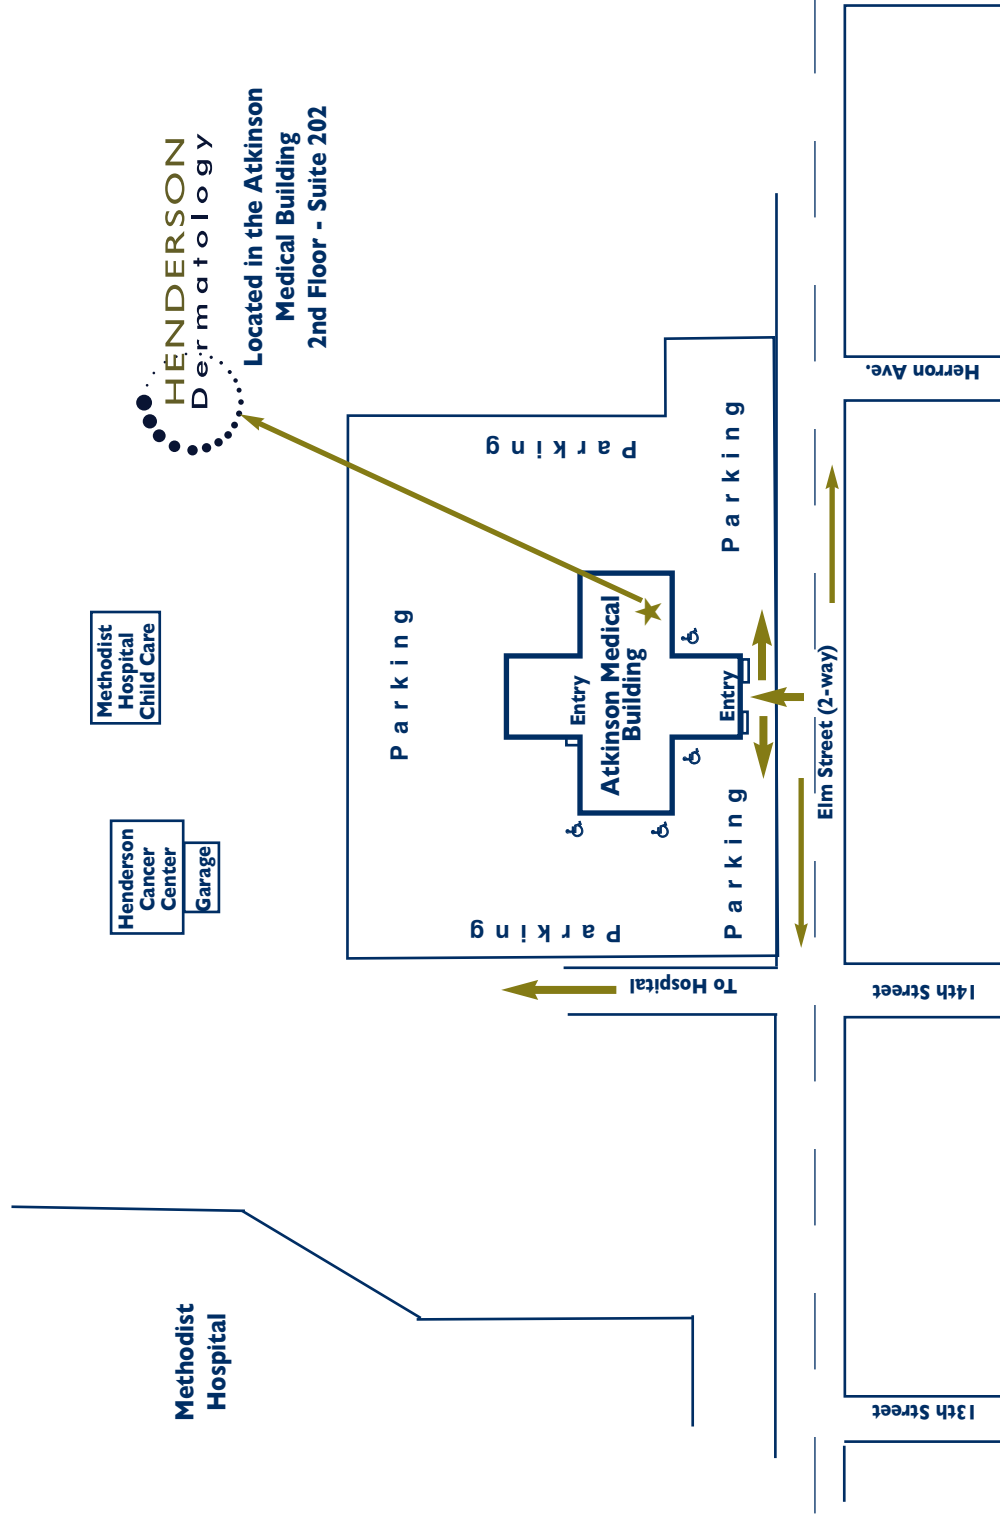 HENDERSON
Dermatology
Located in the Atkinson
Medical Building
2nd Floor - Suite 202
Methodist
Hospital
Child Care
Henderson
Cancer
Center
Garage
Methodist
Hospital
Parking
Parking
Parking
Parking
Parking
Entry
Atkinson Medical
Building
Entry
To Hospital
Elm Street (2-way)
13th Street
14th Street
Herron Ave.